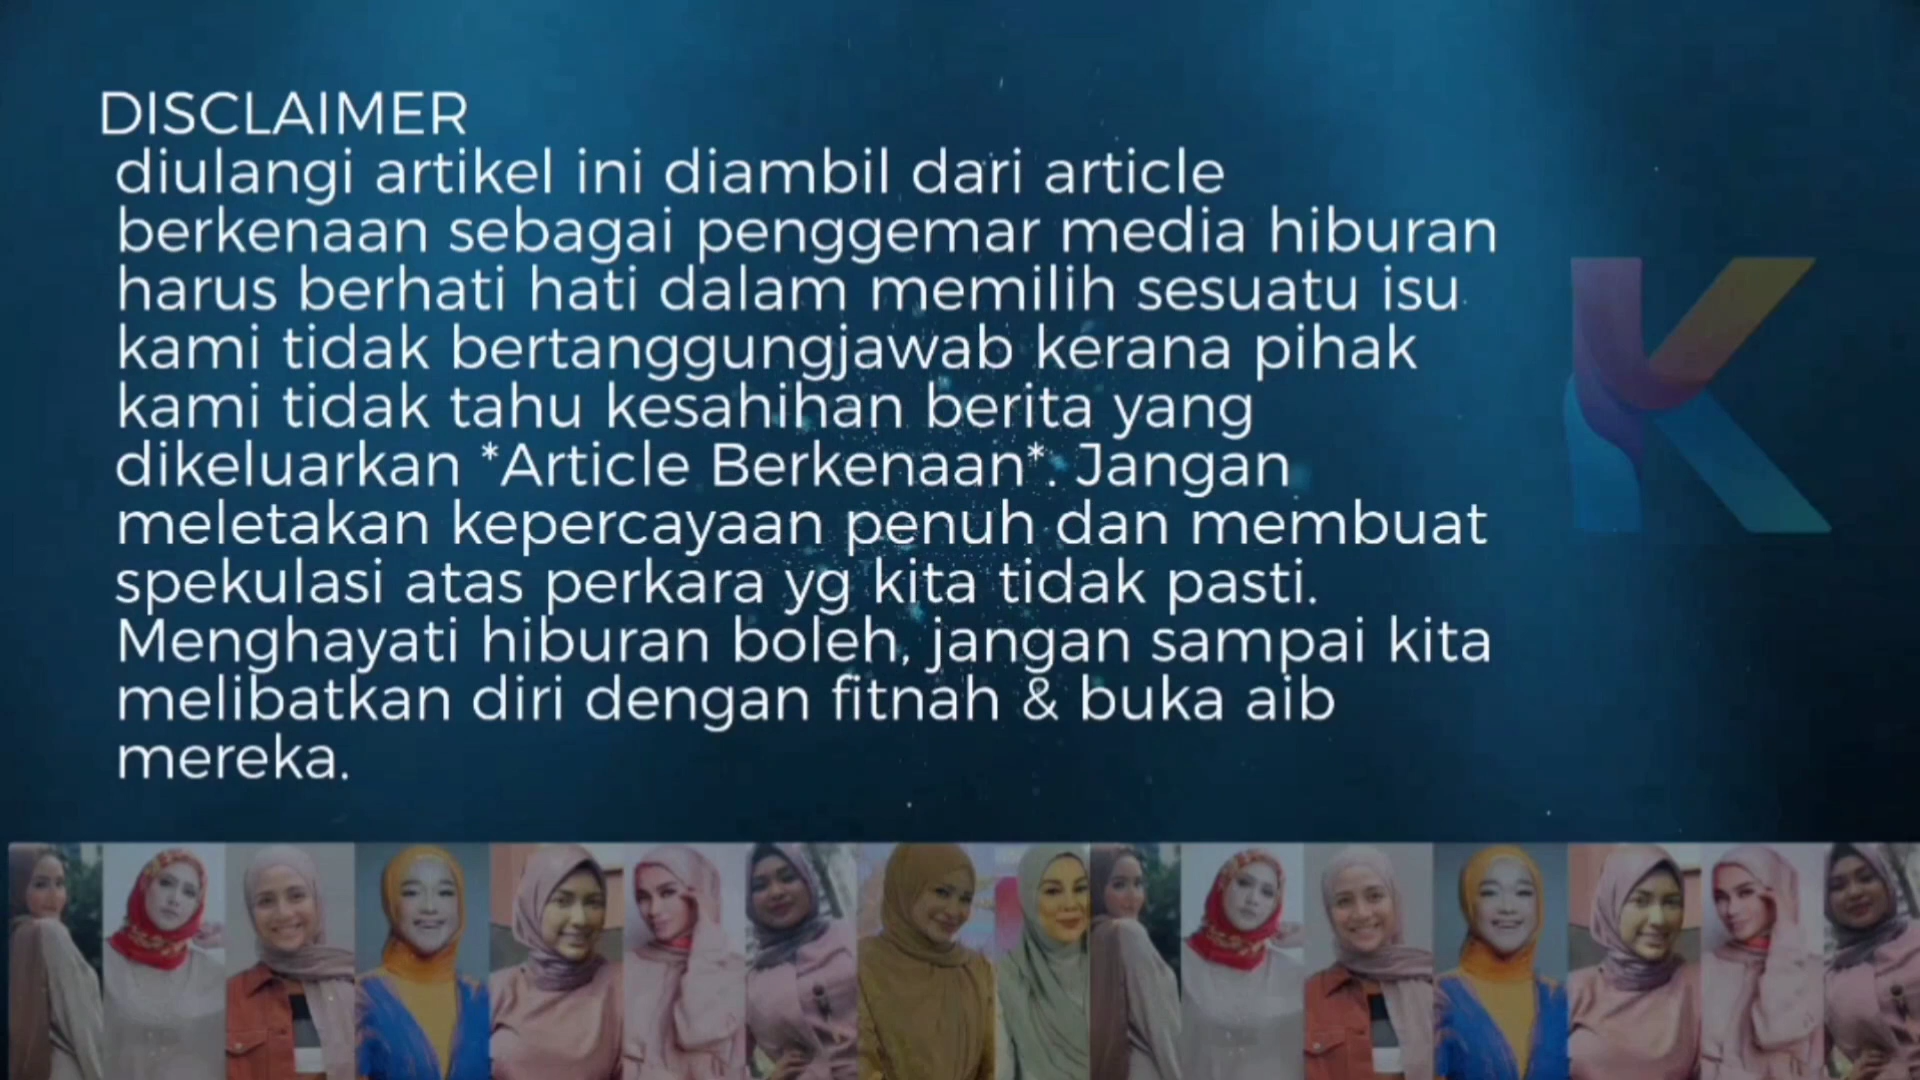 DISCLAIMER
diulangi artikel ini diambil dari article
berkenaan sebagai penggemar media hiburan
harus berhati hati dalam memilih sesuatu isu
kami tidak bertanggungjawab kerana pihak
kami tidak tahu kesahihan berita yang
dikeluarkan *Article Berkenaan*. Jangan
meletakan kepercayaan penuh dan membuat
spekulasi atas perkara yg kita tidak pasti.
Menghayati hiburan boleh, jangan sampai kita
melibatkan diri dengan fitnah & buka aib
mereka.
K